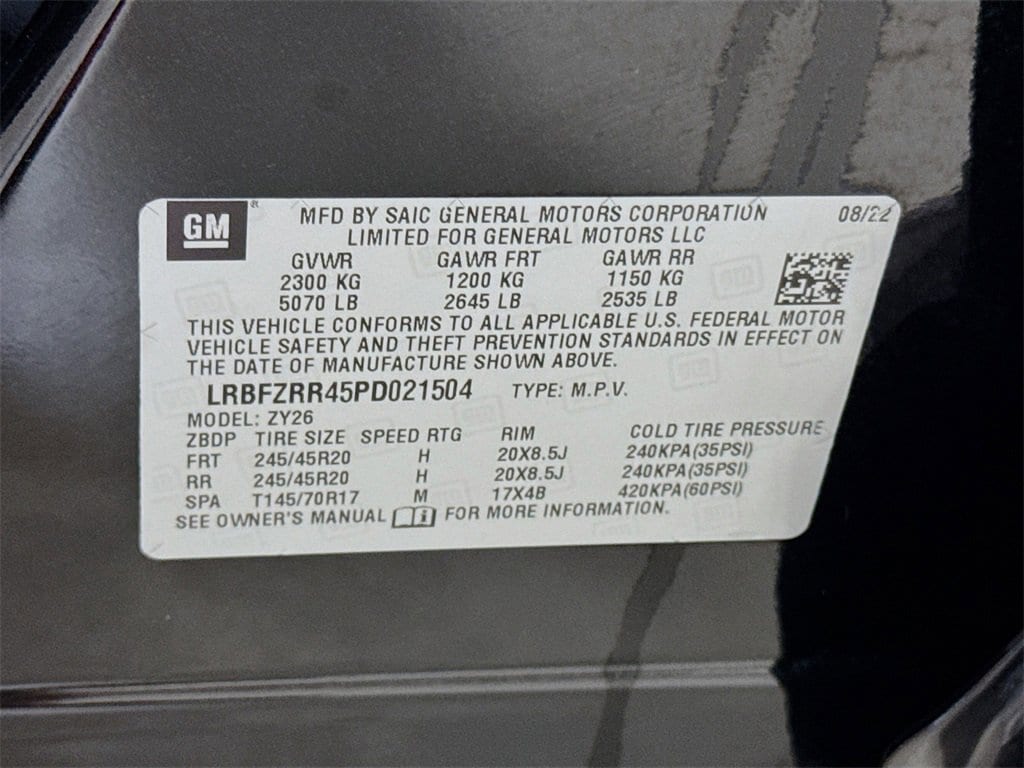 GM ®
MFD BY SAIC GENERAL MOTORS CORPORATION 08/22
LIMITED FOR GENERAL MOTORS LLC
GVWR GAWR FRT GAWR RR
2300 KG 1200 KG 1150 KG
5070 LB 2645 LB 2535 LB
THIS VEHICLE CONFORMS TO ALL APPLICABLE U.S. FEDERAL MOTOR
VEHICLE SAFETY AND THEFT PREVENTION STANDARDS IN EFFECT ON
THE DATE OF MANUFACTURE SHOWN ABOVE.
LRBFZRR45PD021504 TYPE: M.P.V.
MODEL: ZY26
ZBDP TIRE SIZE SPEED RTG RIM COLD TIRE PRESSURE
FRT 245/45R20 H 20X8.5J 240KPA(35PSI)
RR 245/45R20 H 20X8.5J 240KPA(35PSI)
SPA T145/70R17 M 17X4B 420KPA(60PSI)
SEE OWNER'S MANUAL i FOR MORE INFORMATION.